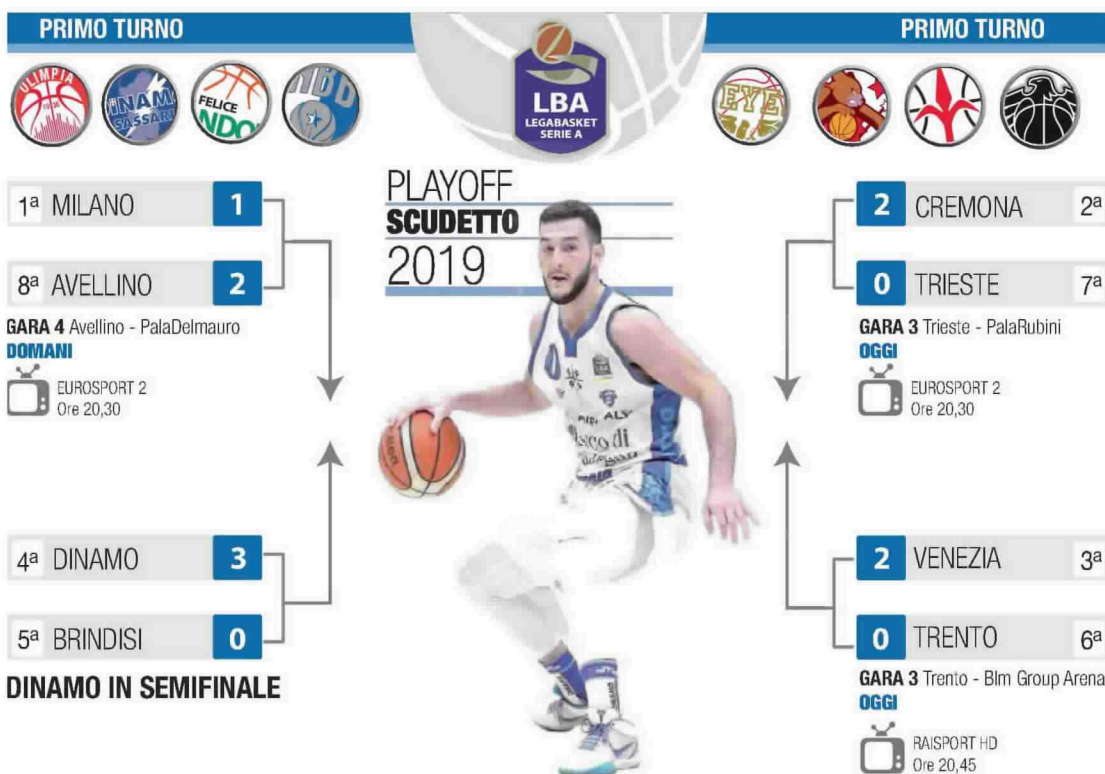 PRIMO TURNO
PRIMO TURNO
OLIMPIA
SASSARI
FELICE
LBA
LEGABASKET
SERIE A
PLAYOFF
SCUDETTO
2019
1ª MILANO 1
8ª AVELLINO 2
GARA 4 Avellino - PalaDelmauro
DOMANI
EUROSPORT 2
Ore 20,30
4ª DINAMO 3
5ª BRINDISI 0
DINAMO IN SEMIFINALE
2 CREMONA 2ª
0 TRIESTE 7ª
GARA 3 Trieste - PalaRubini
OGGI
EUROSPORT 2
Ore 20,30
2 VENEZIA 3ª
0 TRENTO 6ª
GARA 3 Trento - Blm Group Arena
OGGI
RAISPORT HD
Ore 20,45